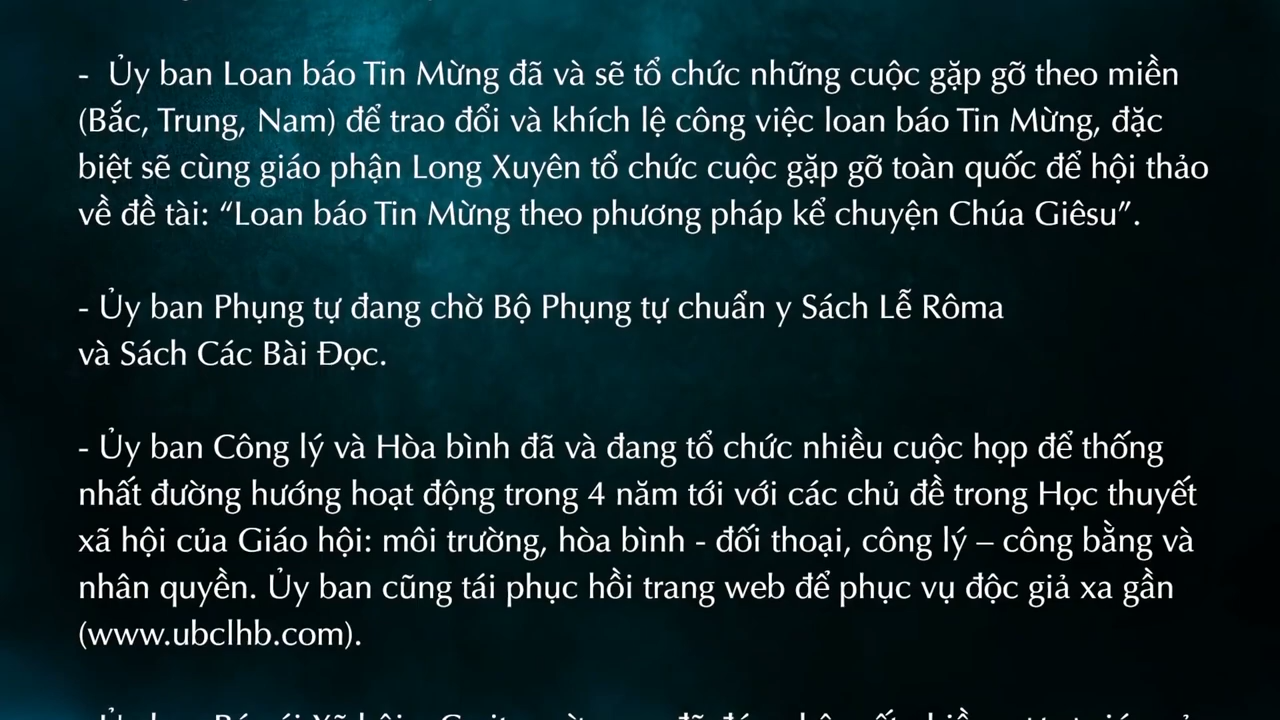 -  Ủy ban Loan báo Tin Mừng đã và sẽ tổ chức những cuộc gặp gỡ theo miền
(Bắc, Trung, Nam) để trao đổi và khích lệ công việc loan báo Tin Mừng, đặc
biệt sẽ cùng giáo phận Long Xuyên tổ chức cuộc gặp gỡ toàn quốc để hội thảo
về đề tài: “Loan báo Tin Mừng theo phương pháp kể chuyện Chúa Giêsu”.
- Ủy ban Phụng tự đang chờ Bộ Phụng tự chuẩn y Sách Lễ Rôma
và Sách Các Bài Đọc.
- Ủy ban Công lý và Hòa bình đã và đang tổ chức nhiều cuộc họp để thống
nhất đường hướng hoạt động trong 4 năm tới với các chủ đề trong Học thuyết
xã hội của Giáo hội: môi trường, hòa bình - đối thoại, công lý – công bằng và
nhân quyền. Ủy ban cũng tái phục hồi trang web để phục vụ độc giả xa gần
(www.ubclhb.com).